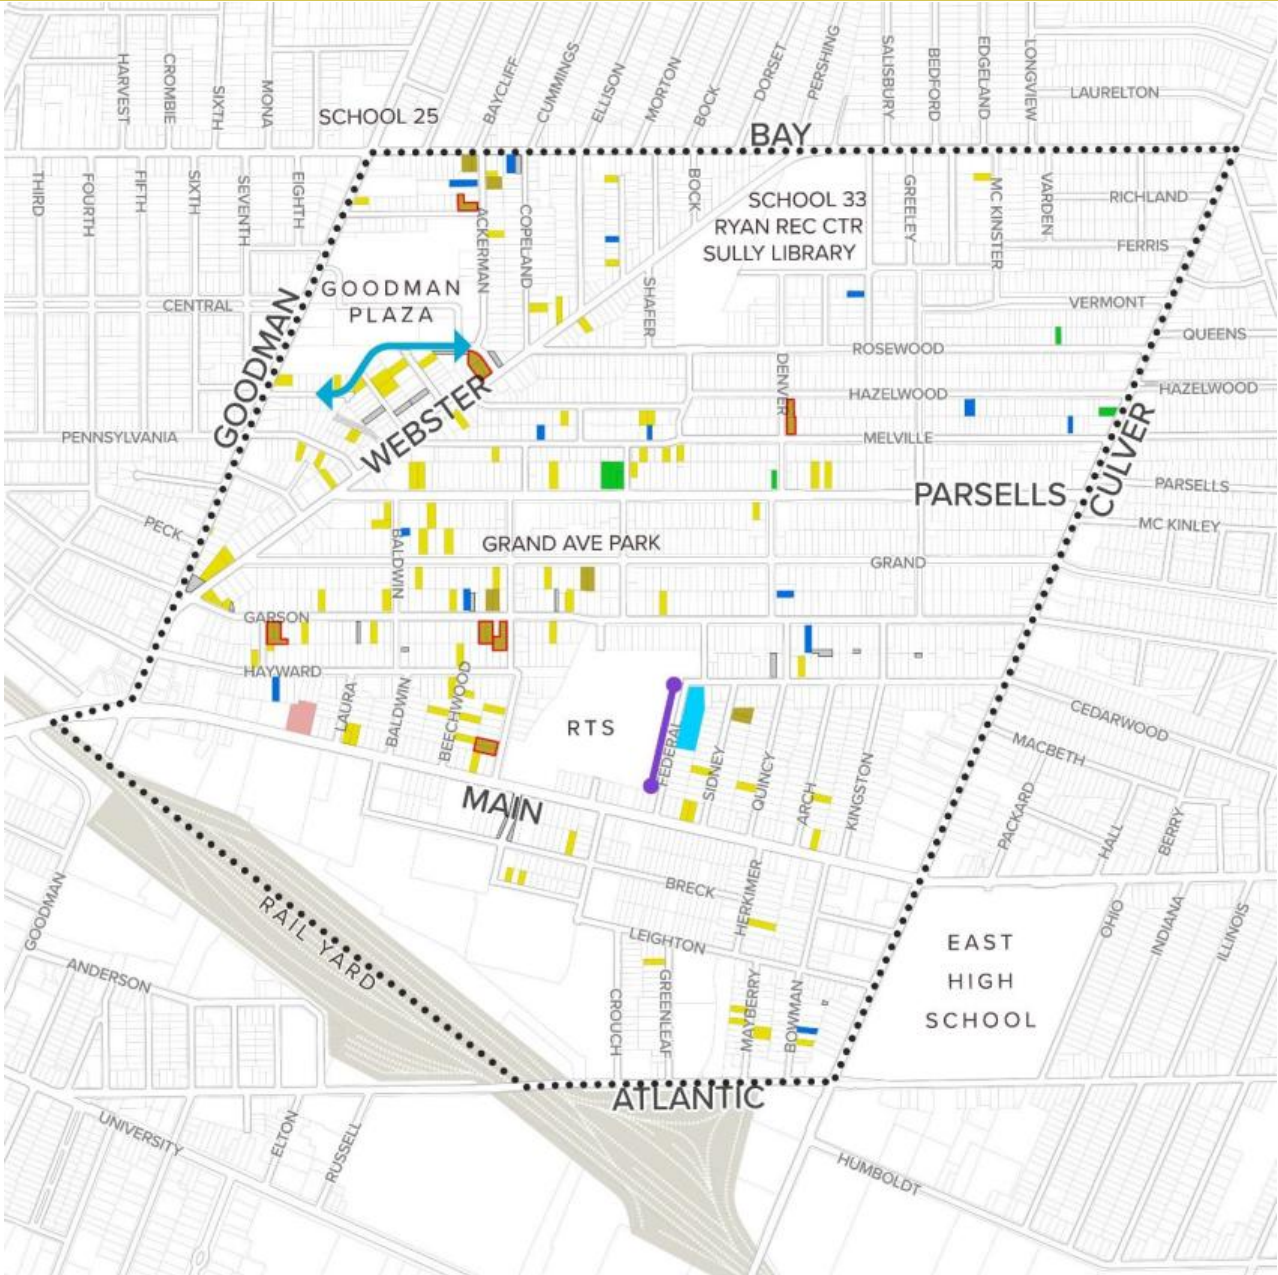 HARVEST
CROMBIE
SIXTH
MONA
SCHOOL 25
BAYCLIFF
CUMMINGS
ELLISON
MORTON
BOCK
DORSET
PERSHING
SALISBURY
BEDFORD
EDGELAND
LONGVIEW
LAURELTON
BAY
THIRD
FOURTH
FIFTH
SIXTH
SEVENTH
EIGHTH
ACKERMAN
COPELAND
BOCK
SCHOOL 33
RYAN REC CTR
SULLY LIBRARY
GREELEY
MC KINSTER
VARDEN
RICHLAND
FERRIS
GOODMAN
PLAZA
CENTRAL
SHAFER
VERMONT
QUEENS
ROSEWOOD
GOODMAN
WEBSTER
DENVER
HAZELWOOD
HAZELWOOD
PENNSYLVANIA
MELVILLE
CULVER
PARSELLS
PARSELLS
PECK
BALDWIN
GRAND AVE PARK
GRAND
MC KINLEY
GARSON
HAYWARD
LAURA
BALDWIN
BEECHWOOD
RTS
FEDERAL
SIDNEY
QUINCY
ARCH
KINGSTON
CEDARWOOD
MACBETH
PACKARD
HALL
BERRY
MAIN
GOODMAN
RAIL YARD
ANDERSON
BRECK
HERKIMER
LEIGHTON
EAST
HIGH
SCHOOL
OHIO
INDIANA
ILLINOIS
CROUCH
GREENLEAF
MAYBERRY
BOWMAN
ATLANTIC
UNIVERSITY
ELTON
RUSSELL
HUMBOLDT